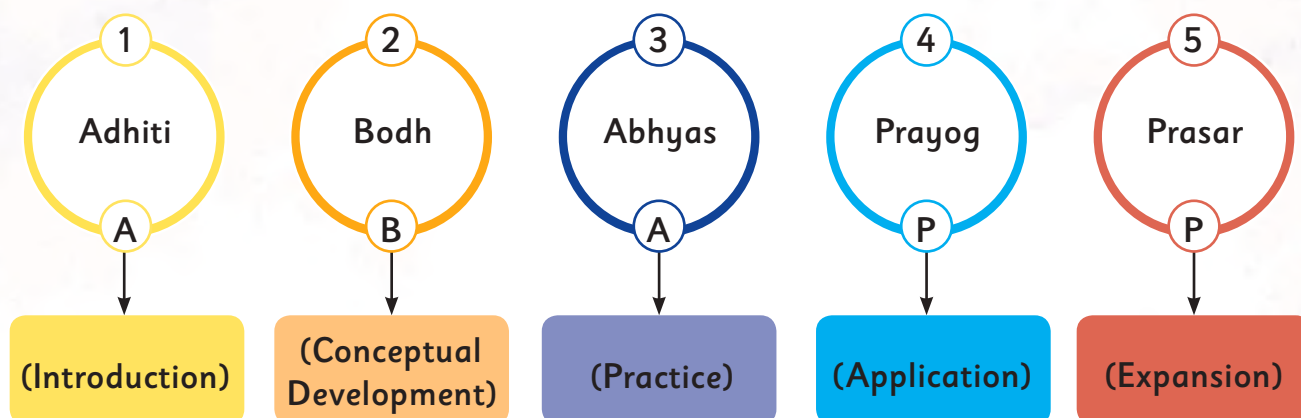 1 2 3 4 5
Adhiti Bodh Abhyas Prayog Prasar
A B A P P
(Introduction) (Conceptual Development) (Practice) (Application) (Expansion)